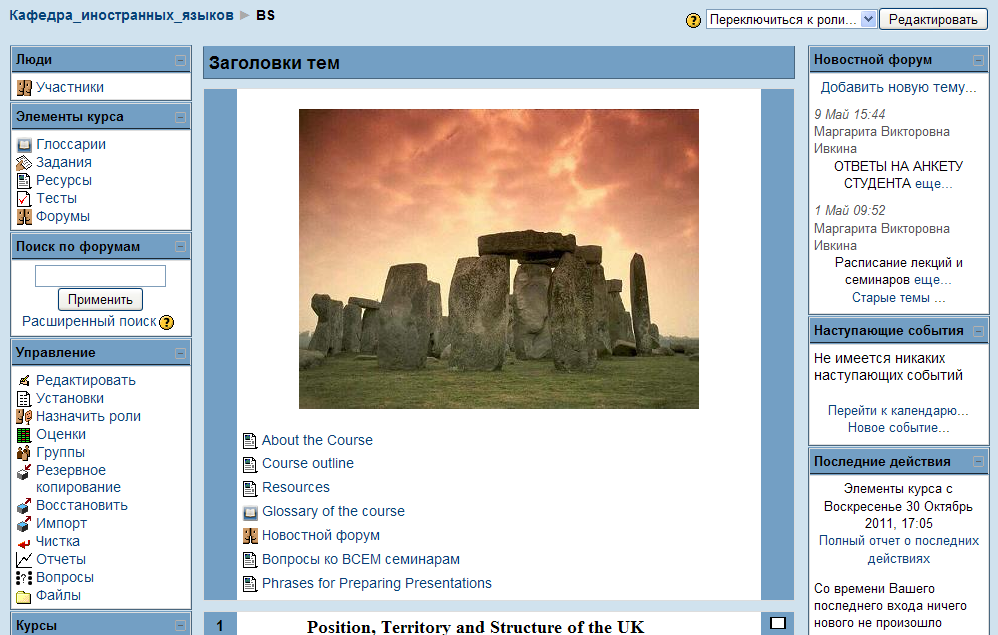 Кафедра_иностранных_языков ► BS
Переключиться к роли...
Редактировать
Люди
Участники
Элементы курса
Глоссарии
Задания
Ресурсы
Тесты
Форумы
Поиск по форумам
Применить
Расширенный поиск
Управление
Редактировать
Установки
Назначить роли
Оценки
Группы
Резервное
копирование
Восстановить
Импорт
Чистка
Отчеты
Вопросы
Файлы
Курсы
Заголовки тем
About the Course
Course outline
Resources
Glossary of the course
Новостной форум
Вопросы ко ВСЕМ семинарам
Phrases for Preparing Presentations
1
Position, Territory and Structure of the UK
Новостной форум
Добавить новую тему...
9 Май 15:44
Маргарита Викторовна
Ивкина
ОТВЕТЫ НА АНКЕТУ
СТУДЕНТА еще...
1 Май 09:52
Маргарита Викторовна
Ивкина
Расписание лекций и
семинаров еще...
Старые темы ...
Наступающие события
Не имеется никаких
наступающих событий
Перейти к календарю...
Новое событие...
Последние действия
Элементы курса с
Воскресенье 30 Октябрь
2011, 17:05
Полный отчет о последних
действиях
Со времени Вашего
последнего входа ничего
нового не произошло